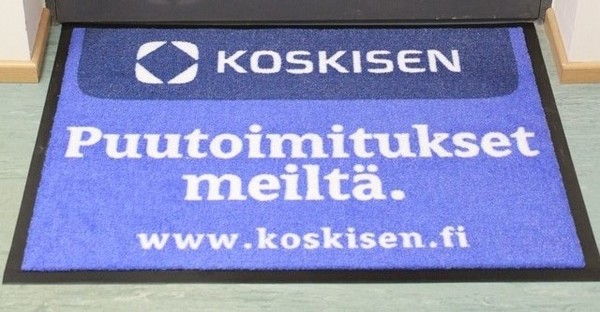 KOSKISEN
Puutoimitukset
meiltä.
www.koskisen.fi